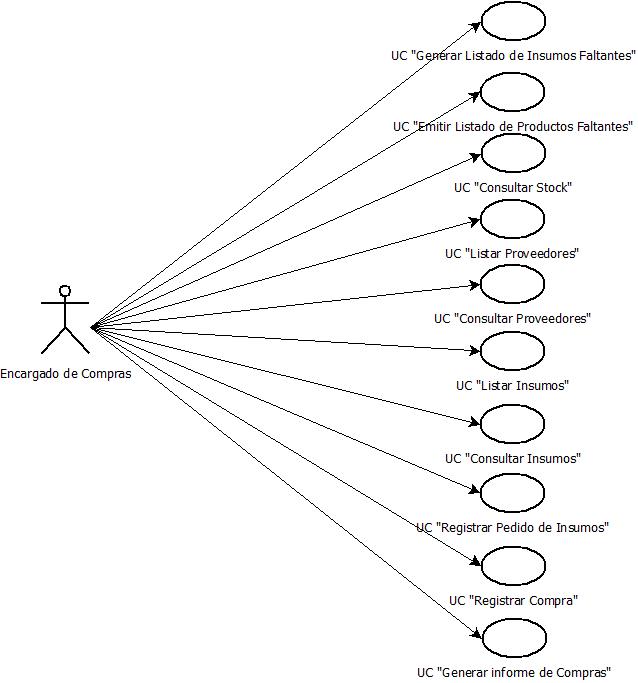 UC "Generar Listado de Insumos Faltantes"
UC "Emitir Listado de Productos Faltantes"
UC "Consultar Stock"
UC "Listar Proveedores"
UC "Consultar Proveedores"
Encargado de Compras
UC "Listar Insumos"
UC "Consultar Insumos"
UC "Registrar Pedido de Insumos"
UC "Registrar Compra"
UC "Generar informe de Compras"